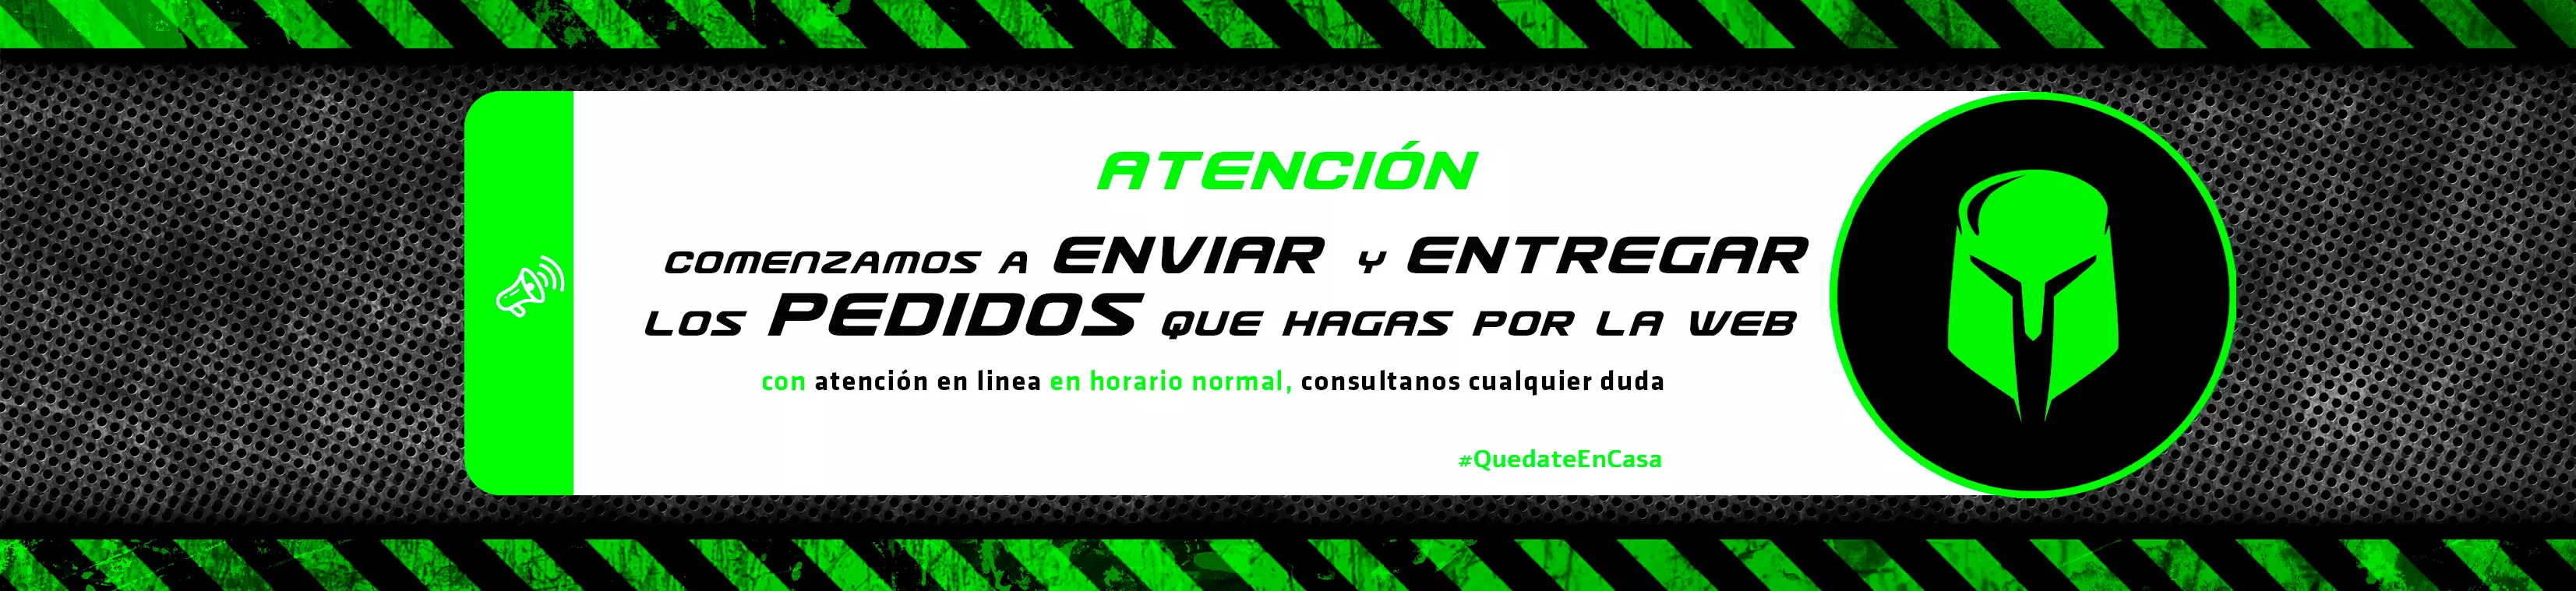 ATENCIÓN
COMENZAMOS A ENVIAR Y ENTREGAR
LOS PEDIDOS QUE HAGAS POR LA WEB
con atención en linea en horario normal, consultanos cualquier duda
#QuedateEnCasa